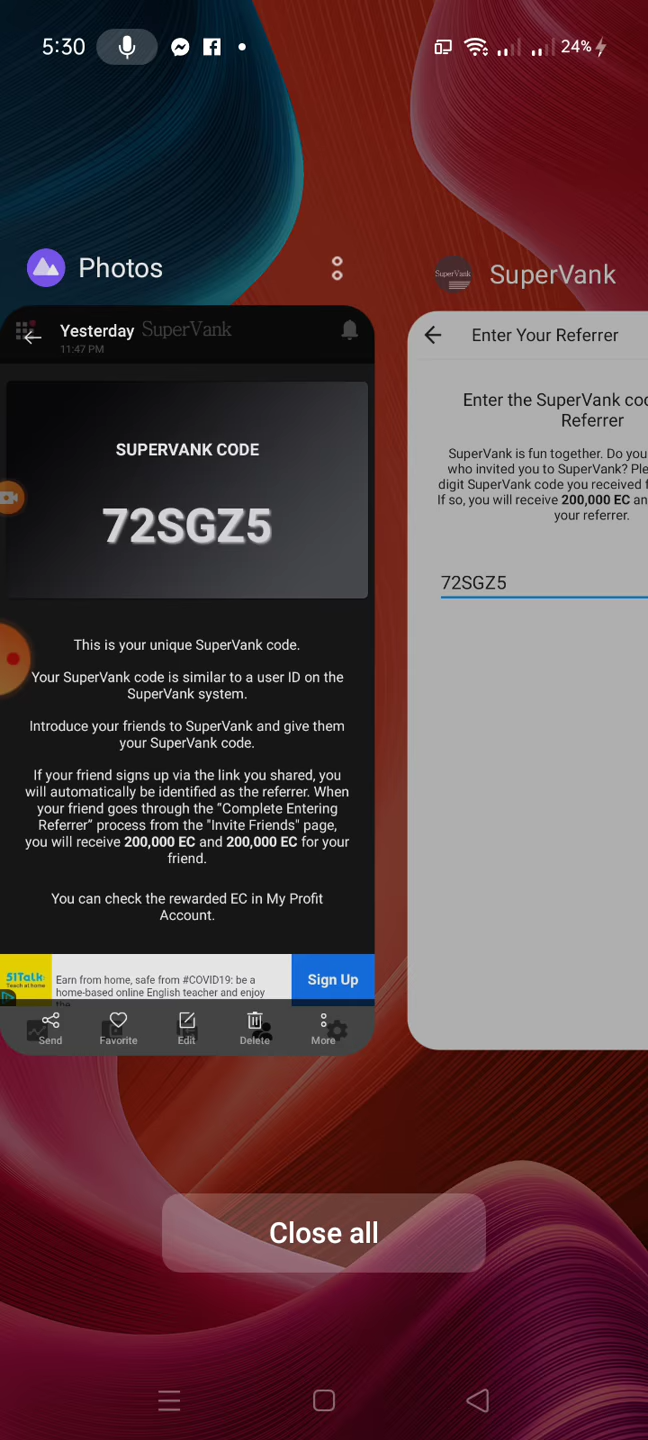 5:30
24%
Photos
SuperVank
Yesterday SuperVank
11:47 PM
SUPERVANK CODE
72SGZ5
This is your unique SuperVank code.
Your SuperVank code is similar to a user ID on the
SuperVank system.
Introduce your friends to SuperVank and give them
your SuperVank code.
If your friend signs up via the link you shared, you
will automatically be identified as the referrer. When
your friend goes through the “Complete Entering
Referrer” process from the "Invite Friends" page,
you will receive 200,000 EC and 200,000 EC for your
friend.
You can check the rewarded EC in My Profit
Account.
51Talk
Teach at home
Earn from home, safe from #COVID19: be a
home-based online English teacher and enjoy
the
Sign Up
Send Favorite Edit Delete More
SuperVank
Enter Your Referrer
Enter the SuperVank
Referrer
SuperVank is fun together. Do you
who invited you to SuperVank?
digit SuperVank code you received
If so, you will receive 200,000 EC
your referrer.
72SGZ5
Close all